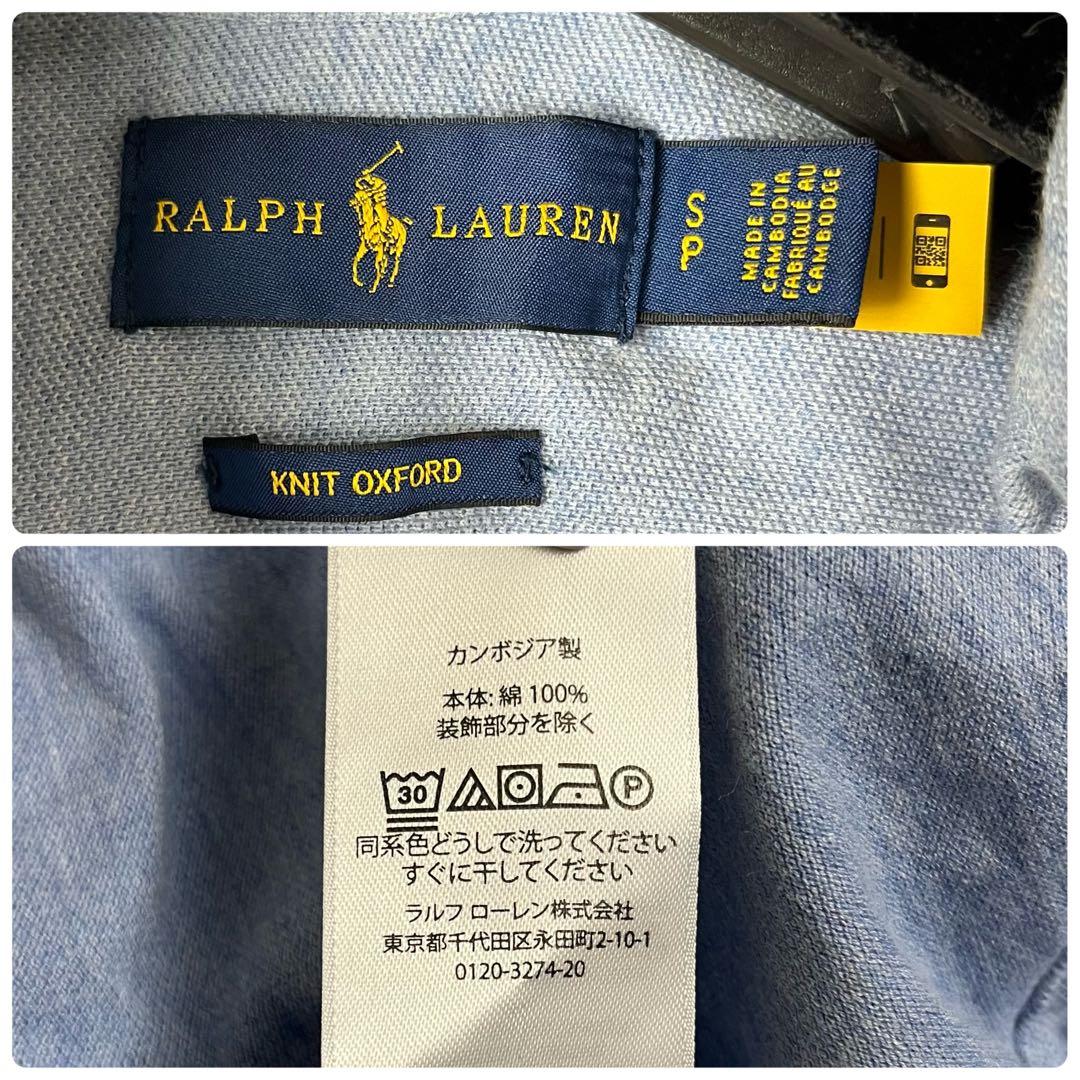 RALPH LAUREN
S
P
MADE IN
CAMBODIA
FABRIQUÉ AU
CAMBODGE
KNIT OXFORD
カンボジア製
本体: 綿 100%
装飾部分を除く
30 P
同系色どうしで洗ってください
すぐに干してください
ラルフ ローレン株式会社
東京都千代田区永田町2-10-1
0120-3274-20